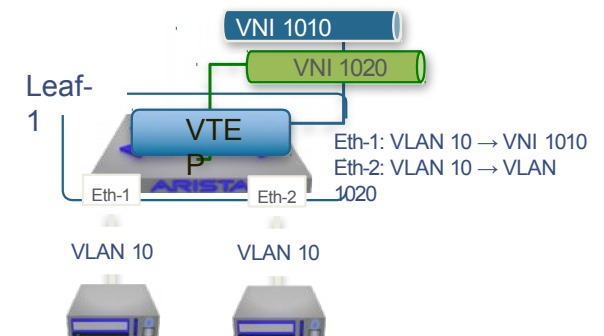 VNI 1010
VNI 1020
Leaf-
1
VTE
P
Eth-1: VLAN 10 → VNI 1010
Eth-2: VLAN 10 → VLAN
1020
ARISTA
Eth-1
Eth-2
VLAN 10
VLAN 10